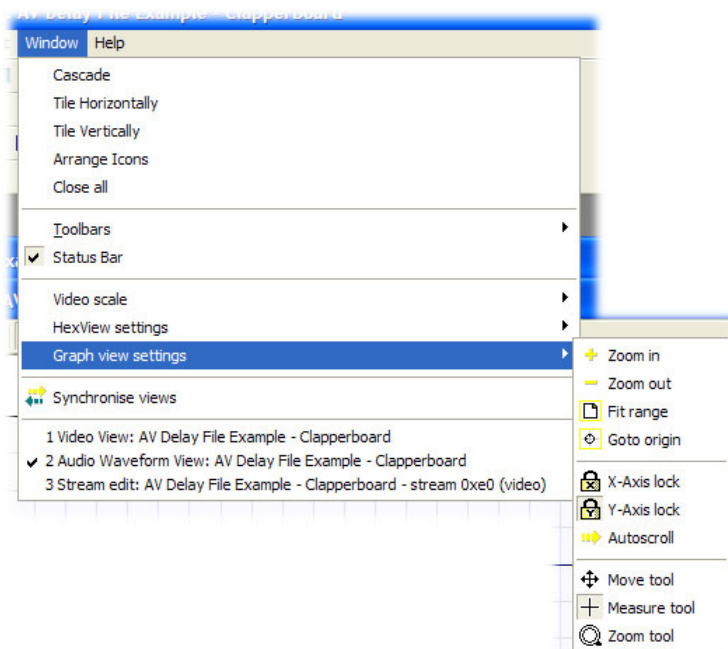 AV Delay File Example - Clapperboard
Window Help
Cascade
Tile Horizontally
Tile Vertically
Arrange Icons
Close all
Toolbars
Status Bar
Video scale
HexView settings
Graph view settings
Synchronise views
1 Video View: AV Delay File Example - Clapperboard
2 Audio Waveform View: AV Delay File Example - Clapperboard
3 Stream edit: AV Delay File Example - Clapperboard - stream 0xe0 (video)
Zoom in
Zoom out
Fit range
Goto origin
X-Axis lock
Y-Axis lock
Autoscroll
Move tool
Measure tool
Zoom tool